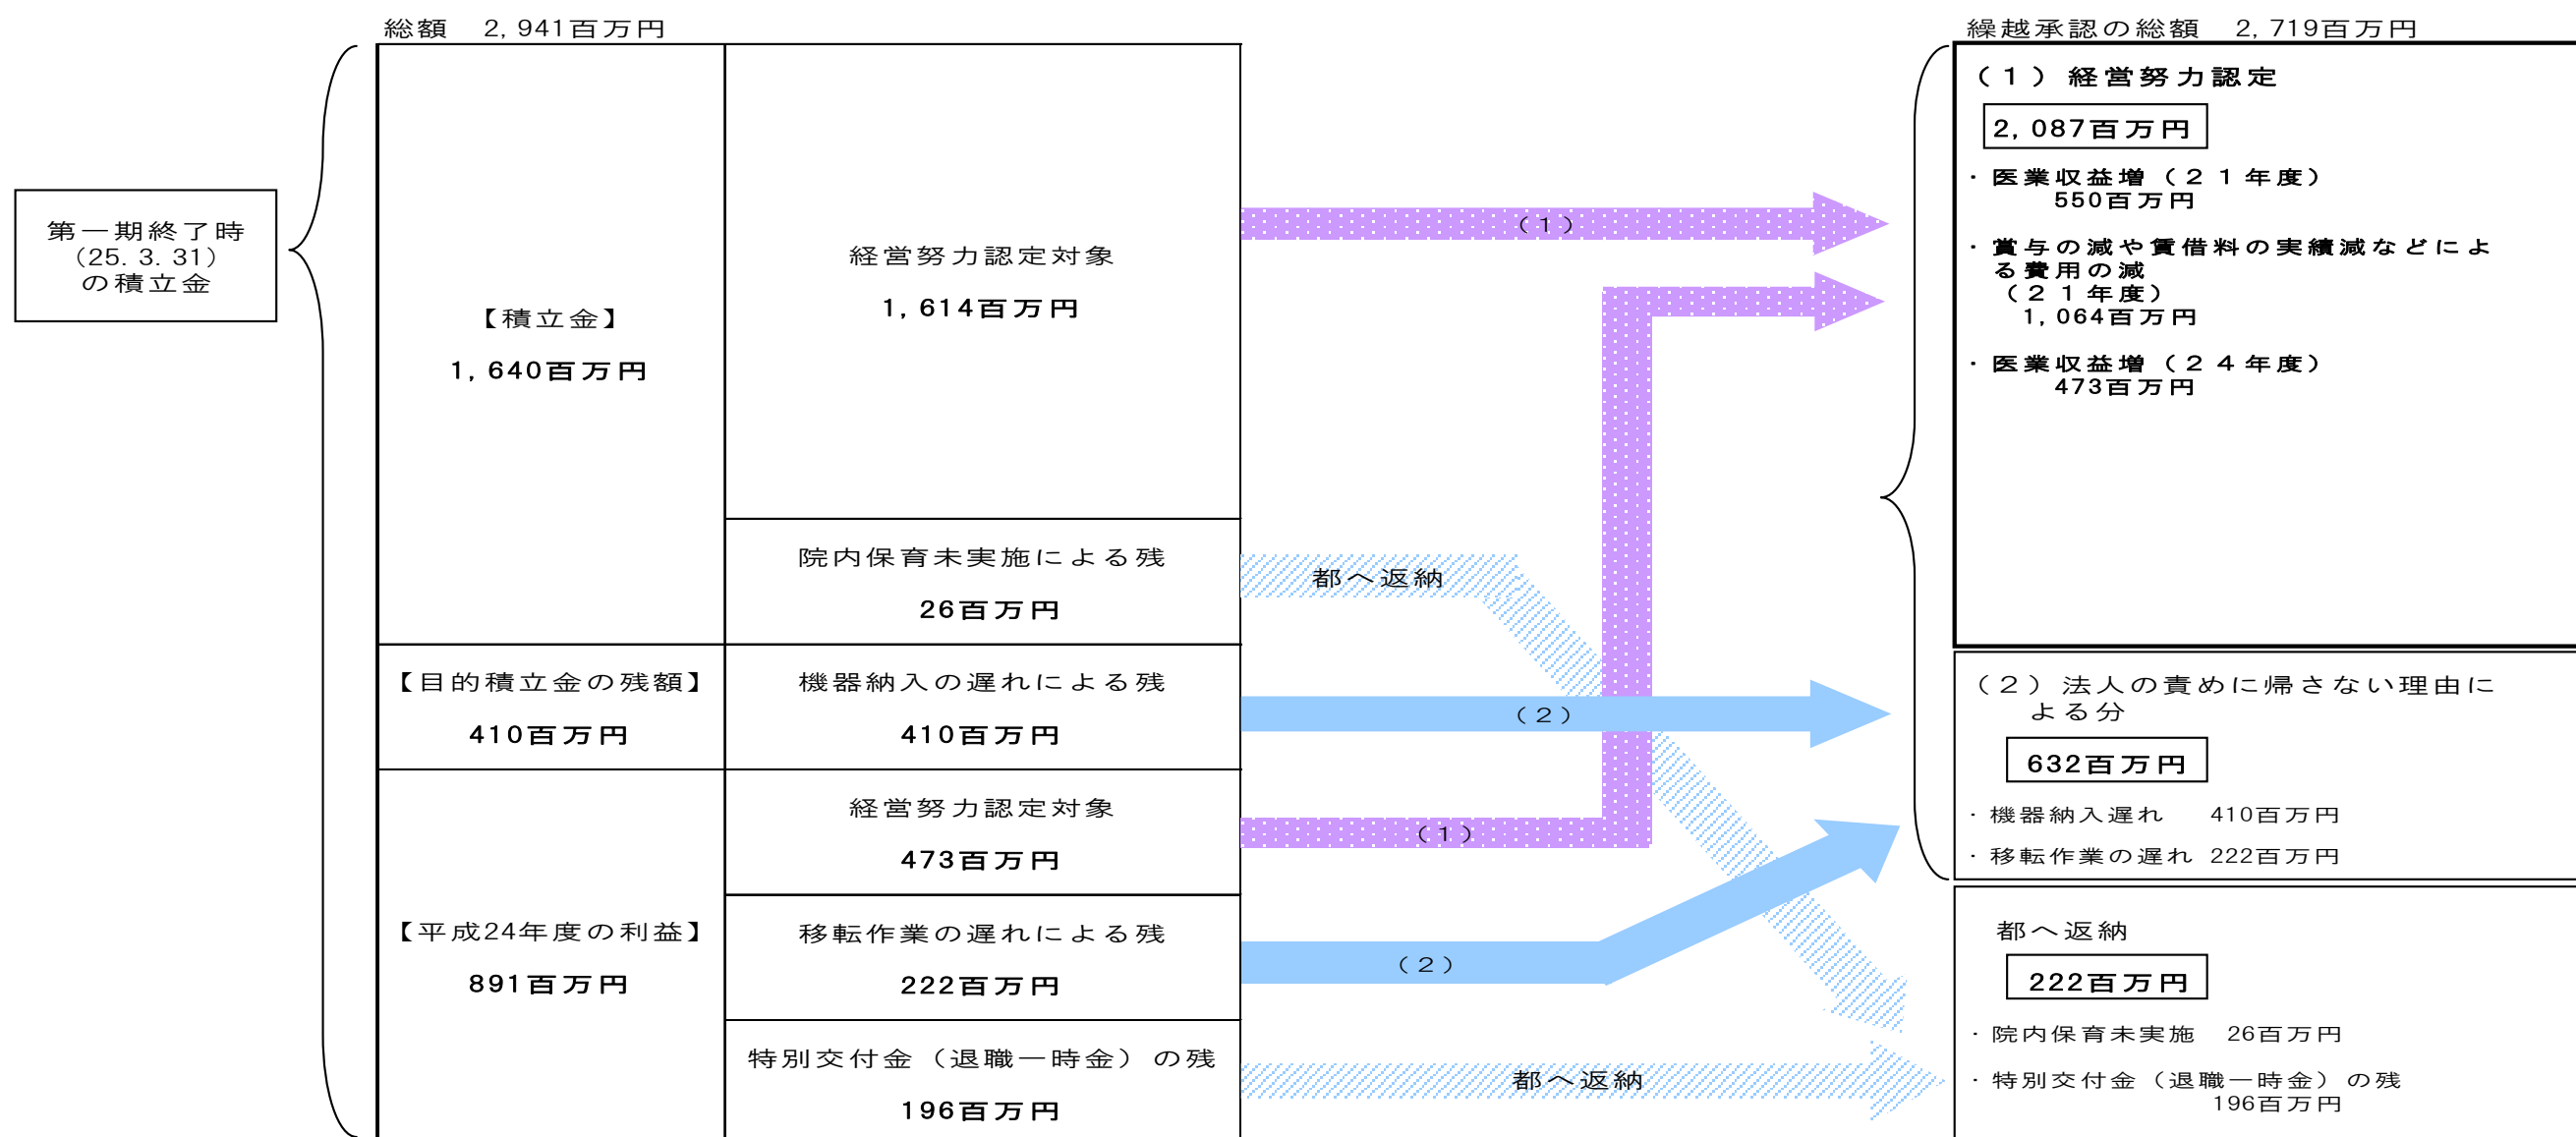 総額　2,941百万円
第一期終了時
(25.3.31)
の積立金
【積立金】
1,640百万円
経営努力認定対象
1,614百万円
院内保育未実施による残
26百万円
【目的積立金の残額】
410百万円
機器納入の遅れによる残
410百万円
【平成24年度の利益】
891百万円
経営努力認定対象
473百万円
移転作業の遅れによる残
222百万円
特別交付金（退職一時金）の残
196百万円
（１）
都へ返納
（２）
（１）
（２）
都へ返納
繰越承認の総額　2,719百万円
（１）経営努力認定
2,087百万円
・医業収益増（２１年度）
550百万円
・賞与の減や賃借料の実績減などによ
る費用の減
（２１年度）
1,064百万円
・医業収益増（２４年度）
473百万円
（２）法人の責めに帰さない理由に
よる分
632百万円
・機器納入遅れ　410百万円
・移転作業の遅れ 222百万円
都へ返納
222百万円
・院内保育未実施　26百万円
・特別交付金（退職一時金）の残
196百万円